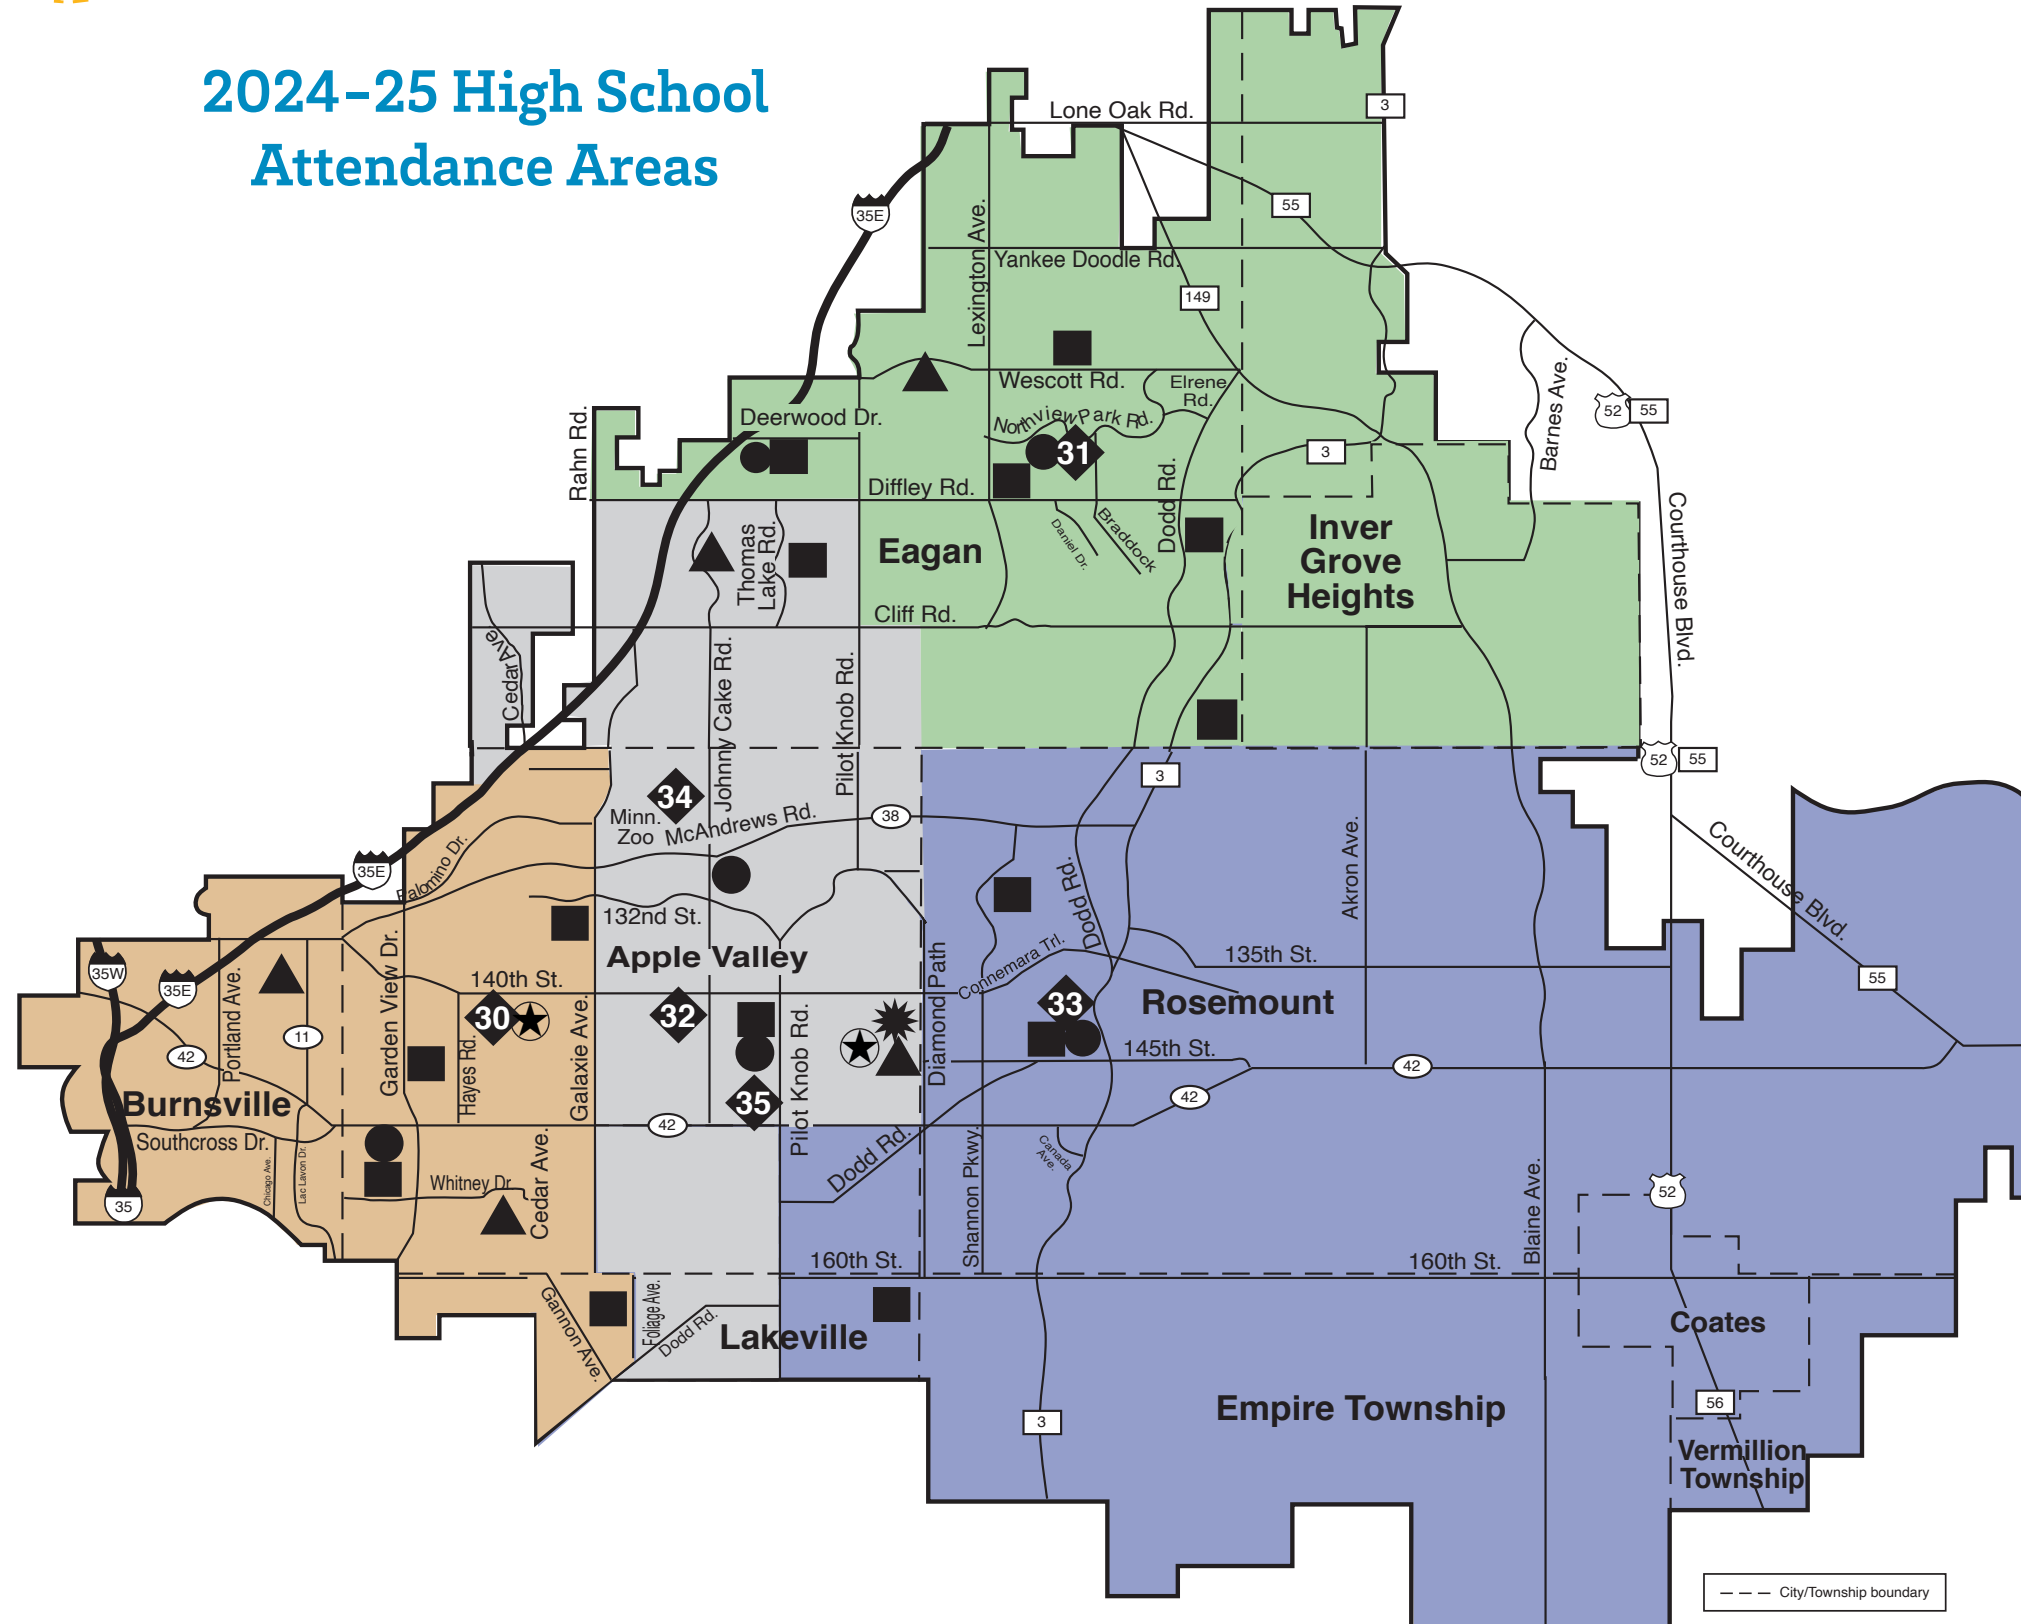 2024–25 High School
Attendance Areas
Lone Oak Rd.
3
35E
55
Lexington Ave.
Yankee Doodle Rd.
149
Wescott Rd.
Elrene
Rd.
Northview Park Rd.
Barnes Ave.
52
55
Deerwood Dr.
Rahn Rd.
31
3
Diffley Rd.
Dodd Rd.
Courthouse Blvd.
Thomas
Lake Rd.
Eagan
Daniel Dr.
Braddock
Inver
Grove
Heights
Cliff Rd.
Cedar Ave
Johnny Cake Rd.
Pilot Knob Rd.
52
55
3
34
Minn.
Zoo
McAndrews Rd.
38
Palomino Dr.
35E
Akron Ave.
Courthouse Blvd.
Dodd Rd.
132nd St.
Apple Valley
135th St.
Connemara Trl.
35W
35E
Portland Ave.
Garden View Dr.
140th St.
55
30
32
33
Rosemount
Galaxie Ave.
Hayes Rd.
Pilot Knob Rd.
Diamond Path
11
42
145th St.
42
42
35
Burnsville
42
Southcross Dr.
Chicago Ave.
Lac Lavon Dr.
Whitney Dr.
Cedar Ave.
Dodd Rd.
Shannon Pkwy.
Canada
Ave.
Blaine Ave.
52
35
160th St.
160th St.
Gannon Ave.
Foliage Ave.
Dodd Rd.
Lakeville
Coates
3
Empire Township
56
Vermillion
Township
City/Township boundary